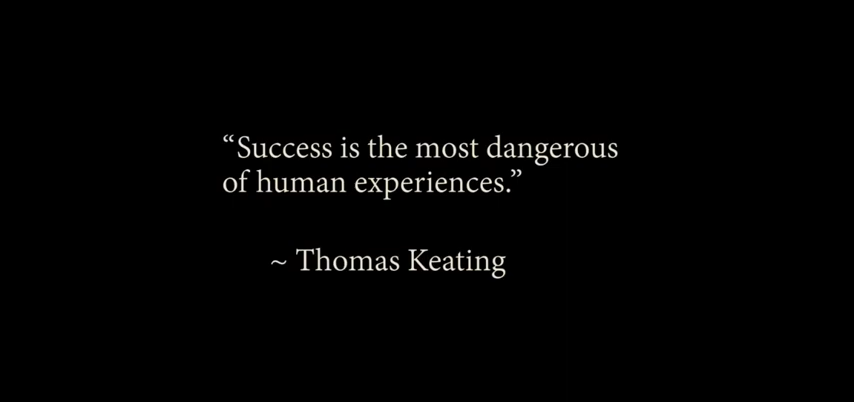 “Success is the most dangerous
of human experiences.”
~ Thomas Keating